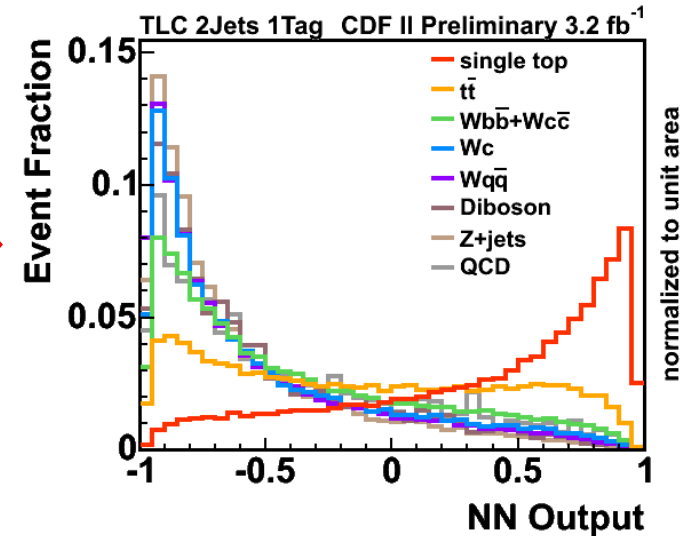 TLC 2Jets 1Tag CDF II Preliminary 3.2 fb⁻¹
Event Fraction
0.15
0.1
0.05
0
single top
tt̄
Wbb̄+Wcc̄
Wc
Wqq̄
Diboson
Z+jets
QCD
normalized to unit area
-1 -0.5 0 0.5 1
NN Output